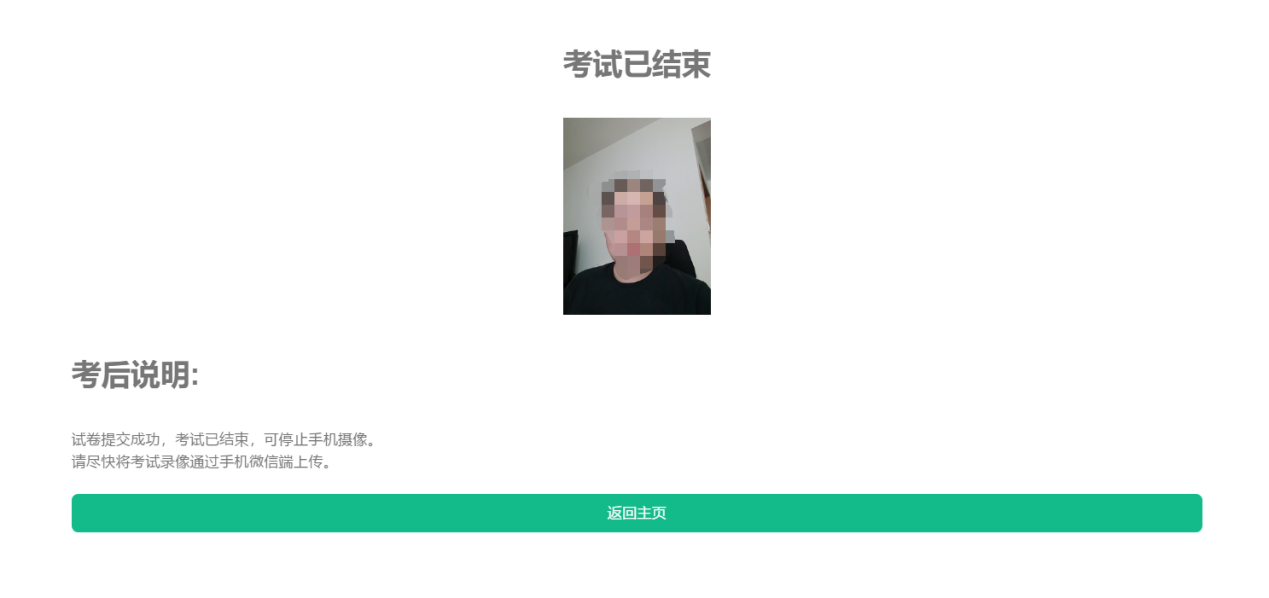 考试已结束
考后说明:
试卷提交成功，考试已结束，可停止手机摄像。
请尽快将考试录像通过手机微信端上传。
返回主页